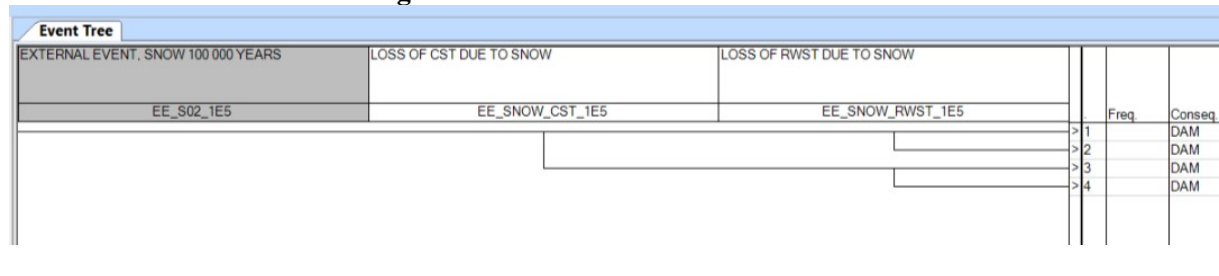 Event Tree
EXTERNAL EVENT, SNOW 100 000 YEARS LOSS OF CST DUE TO SNOW LOSS OF RWST DUE TO SNOW
EE_S02_1E5 EE_SNOW_CST_1E5 EE_SNOW_RWST_1E5 . Freq. Conseq.
> 1 DAM
> 2 DAM
> 3 DAM
> 4 DAM